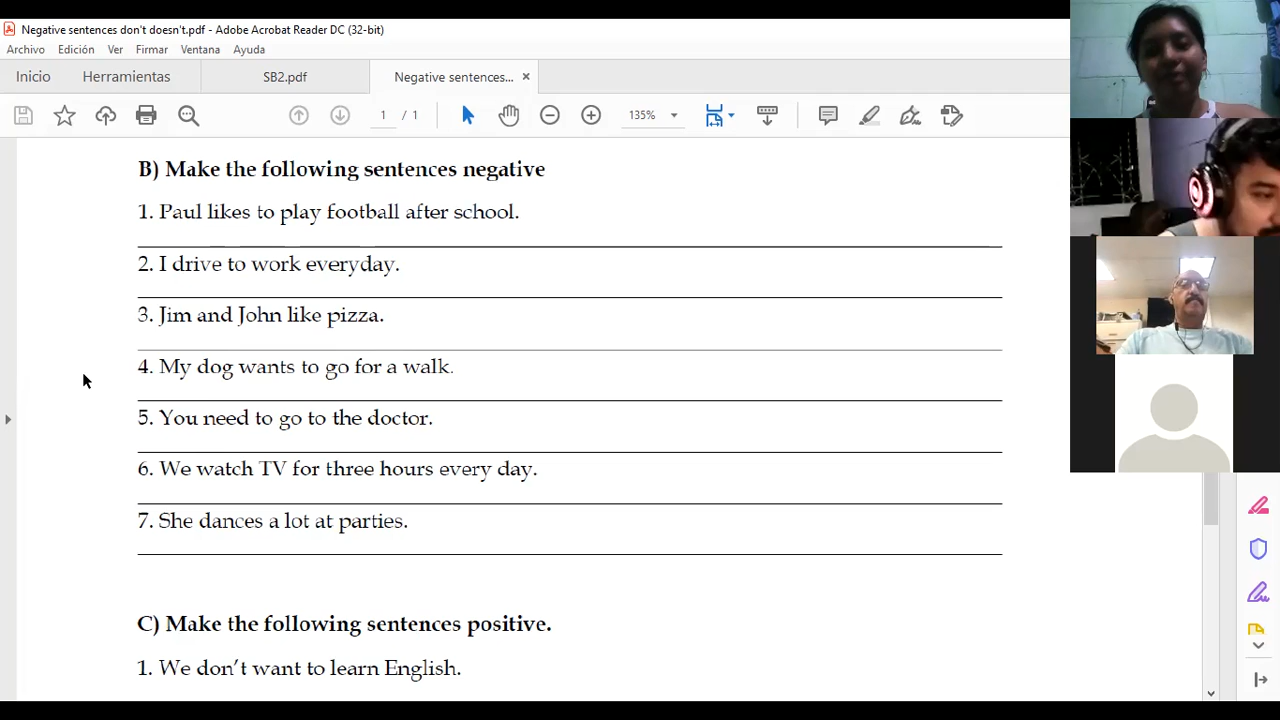 Negative sentences don't doesn't.pdf - Adobe Acrobat Reader DC (32-bit)
Archivo Edición Ver Firmar Ventana Ayuda
Inicio Herramientas SB2.pdf Negative sentences... ×
1 / 1 135%
B) Make the following sentences negative
1. Paul likes to play football after school.
2. I drive to work everyday.
3. Jim and John like pizza.
4. My dog wants to go for a walk.
5. You need to go to the doctor.
6. We watch TV for three hours every day.
7. She dances a lot at parties.
C) Make the following sentences positive.
1. We don't want to learn English.